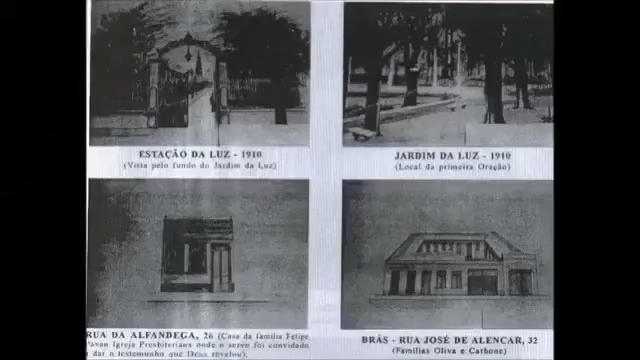 ESTAÇÃO DA LUZ - 1910
(Vista pelo fundo do Jardim da Luz)
JARDIM DA LUZ - 1910
(Local da primeira Oração)
RUA DA ALFANDEGA, 26 (Casa da família Felipe
Pavan Igreja Presbiteriana onde o servo foi convidado
a dar o testemunho que Deus revelou).
BRÁS - RUA JOSÉ DE ALENCAR, 32
(Famílias Oliva e Carbone)